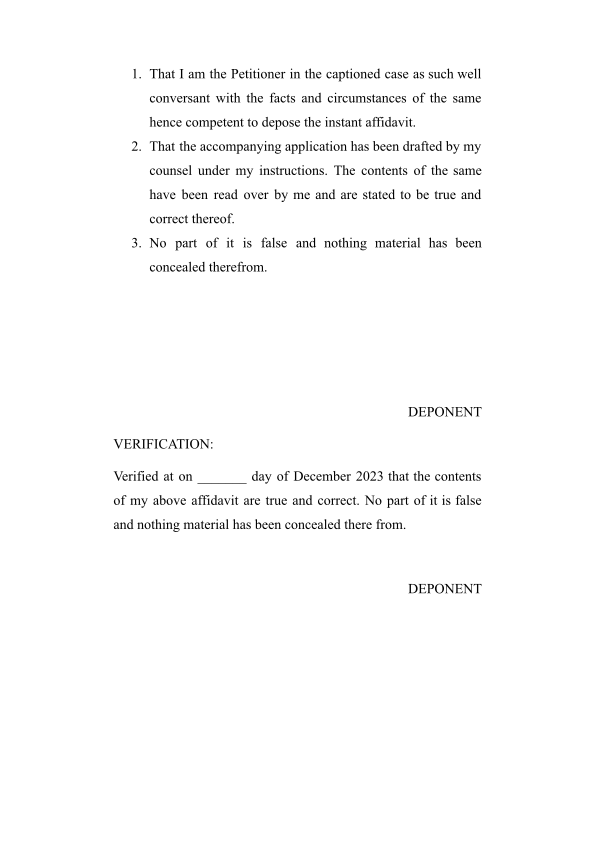 1. That I am the Petitioner in the captioned case as such well
conversant with the facts and circumstances of the same
hence competent to depose the instant affidavit.
2. That the accompanying application has been drafted by my
counsel under my instructions. The contents of the same
have been read over by me and are stated to be true and
correct thereof.
3. No part of it is false and nothing material has been
concealed therefrom.
DEPONENT
VERIFICATION:
Verified at on _______ day of December 2023 that the contents
of my above affidavit are true and correct. No part of it is false
and nothing material has been concealed there from.
DEPONENT